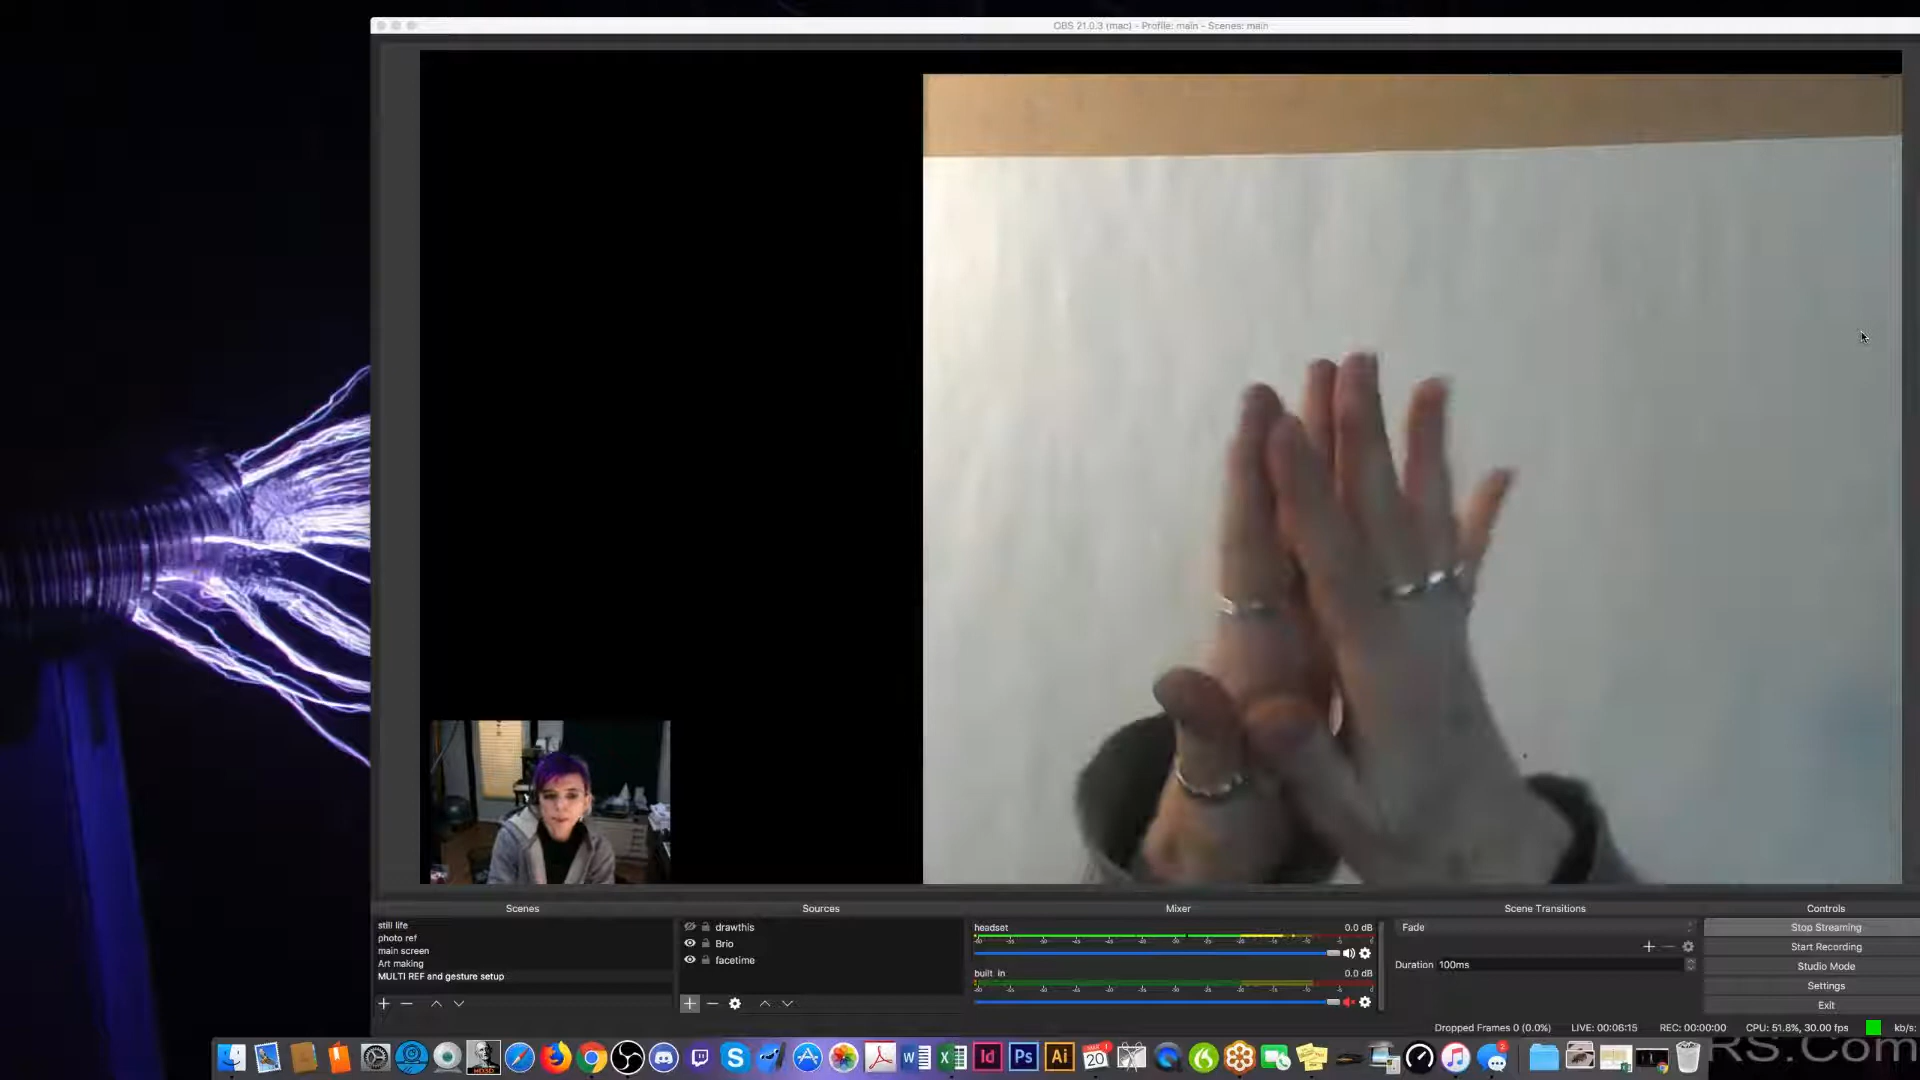 OBS 21.0.3 (mac) - Profile: main - Scenes: main
Scenes
Sources
Mixer
Scene Transitions
Controls
still life
photo ref
main screen
Art making
MULTI REF and gesture setup
drawthis
Brio
facetime
headset
0.0 dB
built in
0.0 dB
Fade
Duration 100ms
Stop Streaming
Start Recording
Studio Mode
Settings
Exit
Dropped Frames 0 (0.0%)
LIVE: 00:06:15
REC: 00:00:00
CPU: 51.8%, 30.00 fps
kb/s:
W
Id
Ps
Ai
20
RS.Com